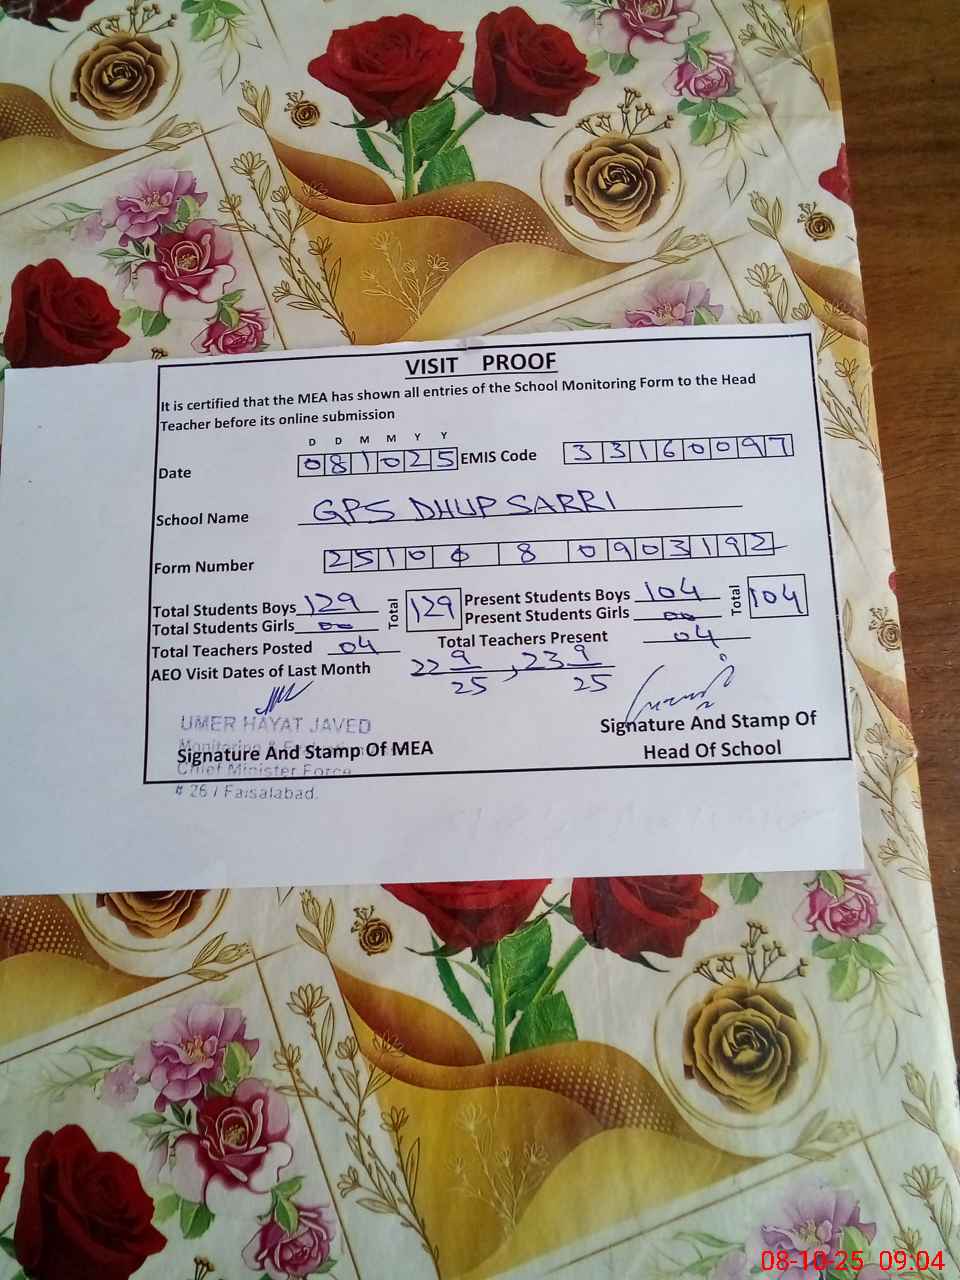 VISIT PROOF
It is certified that the MEA has shown all entries of the School Monitoring Form to the Head
Teacher before its online submission
D D M M Y Y
Date 081025 EMIS Code 33160097
School Name GPS DHUP SARRI
Form Number 25100 8 0903192
Total Students Boys 129 Total 129 Present Students Boys 104 Total 104
Total Students Girls 00 Present Students Girls 00
Total Teachers Posted 04 Total Teachers Present 04
AEO Visit Dates of Last Month 22 9/25, 23 9/25
UMER HAYAT JAVED
Monitoring &
Signature And Stamp Of MEA
Chief Minister Force
# 267 Faisalabad.
Signature And Stamp Of
Head Of School
08-10-25 09:04